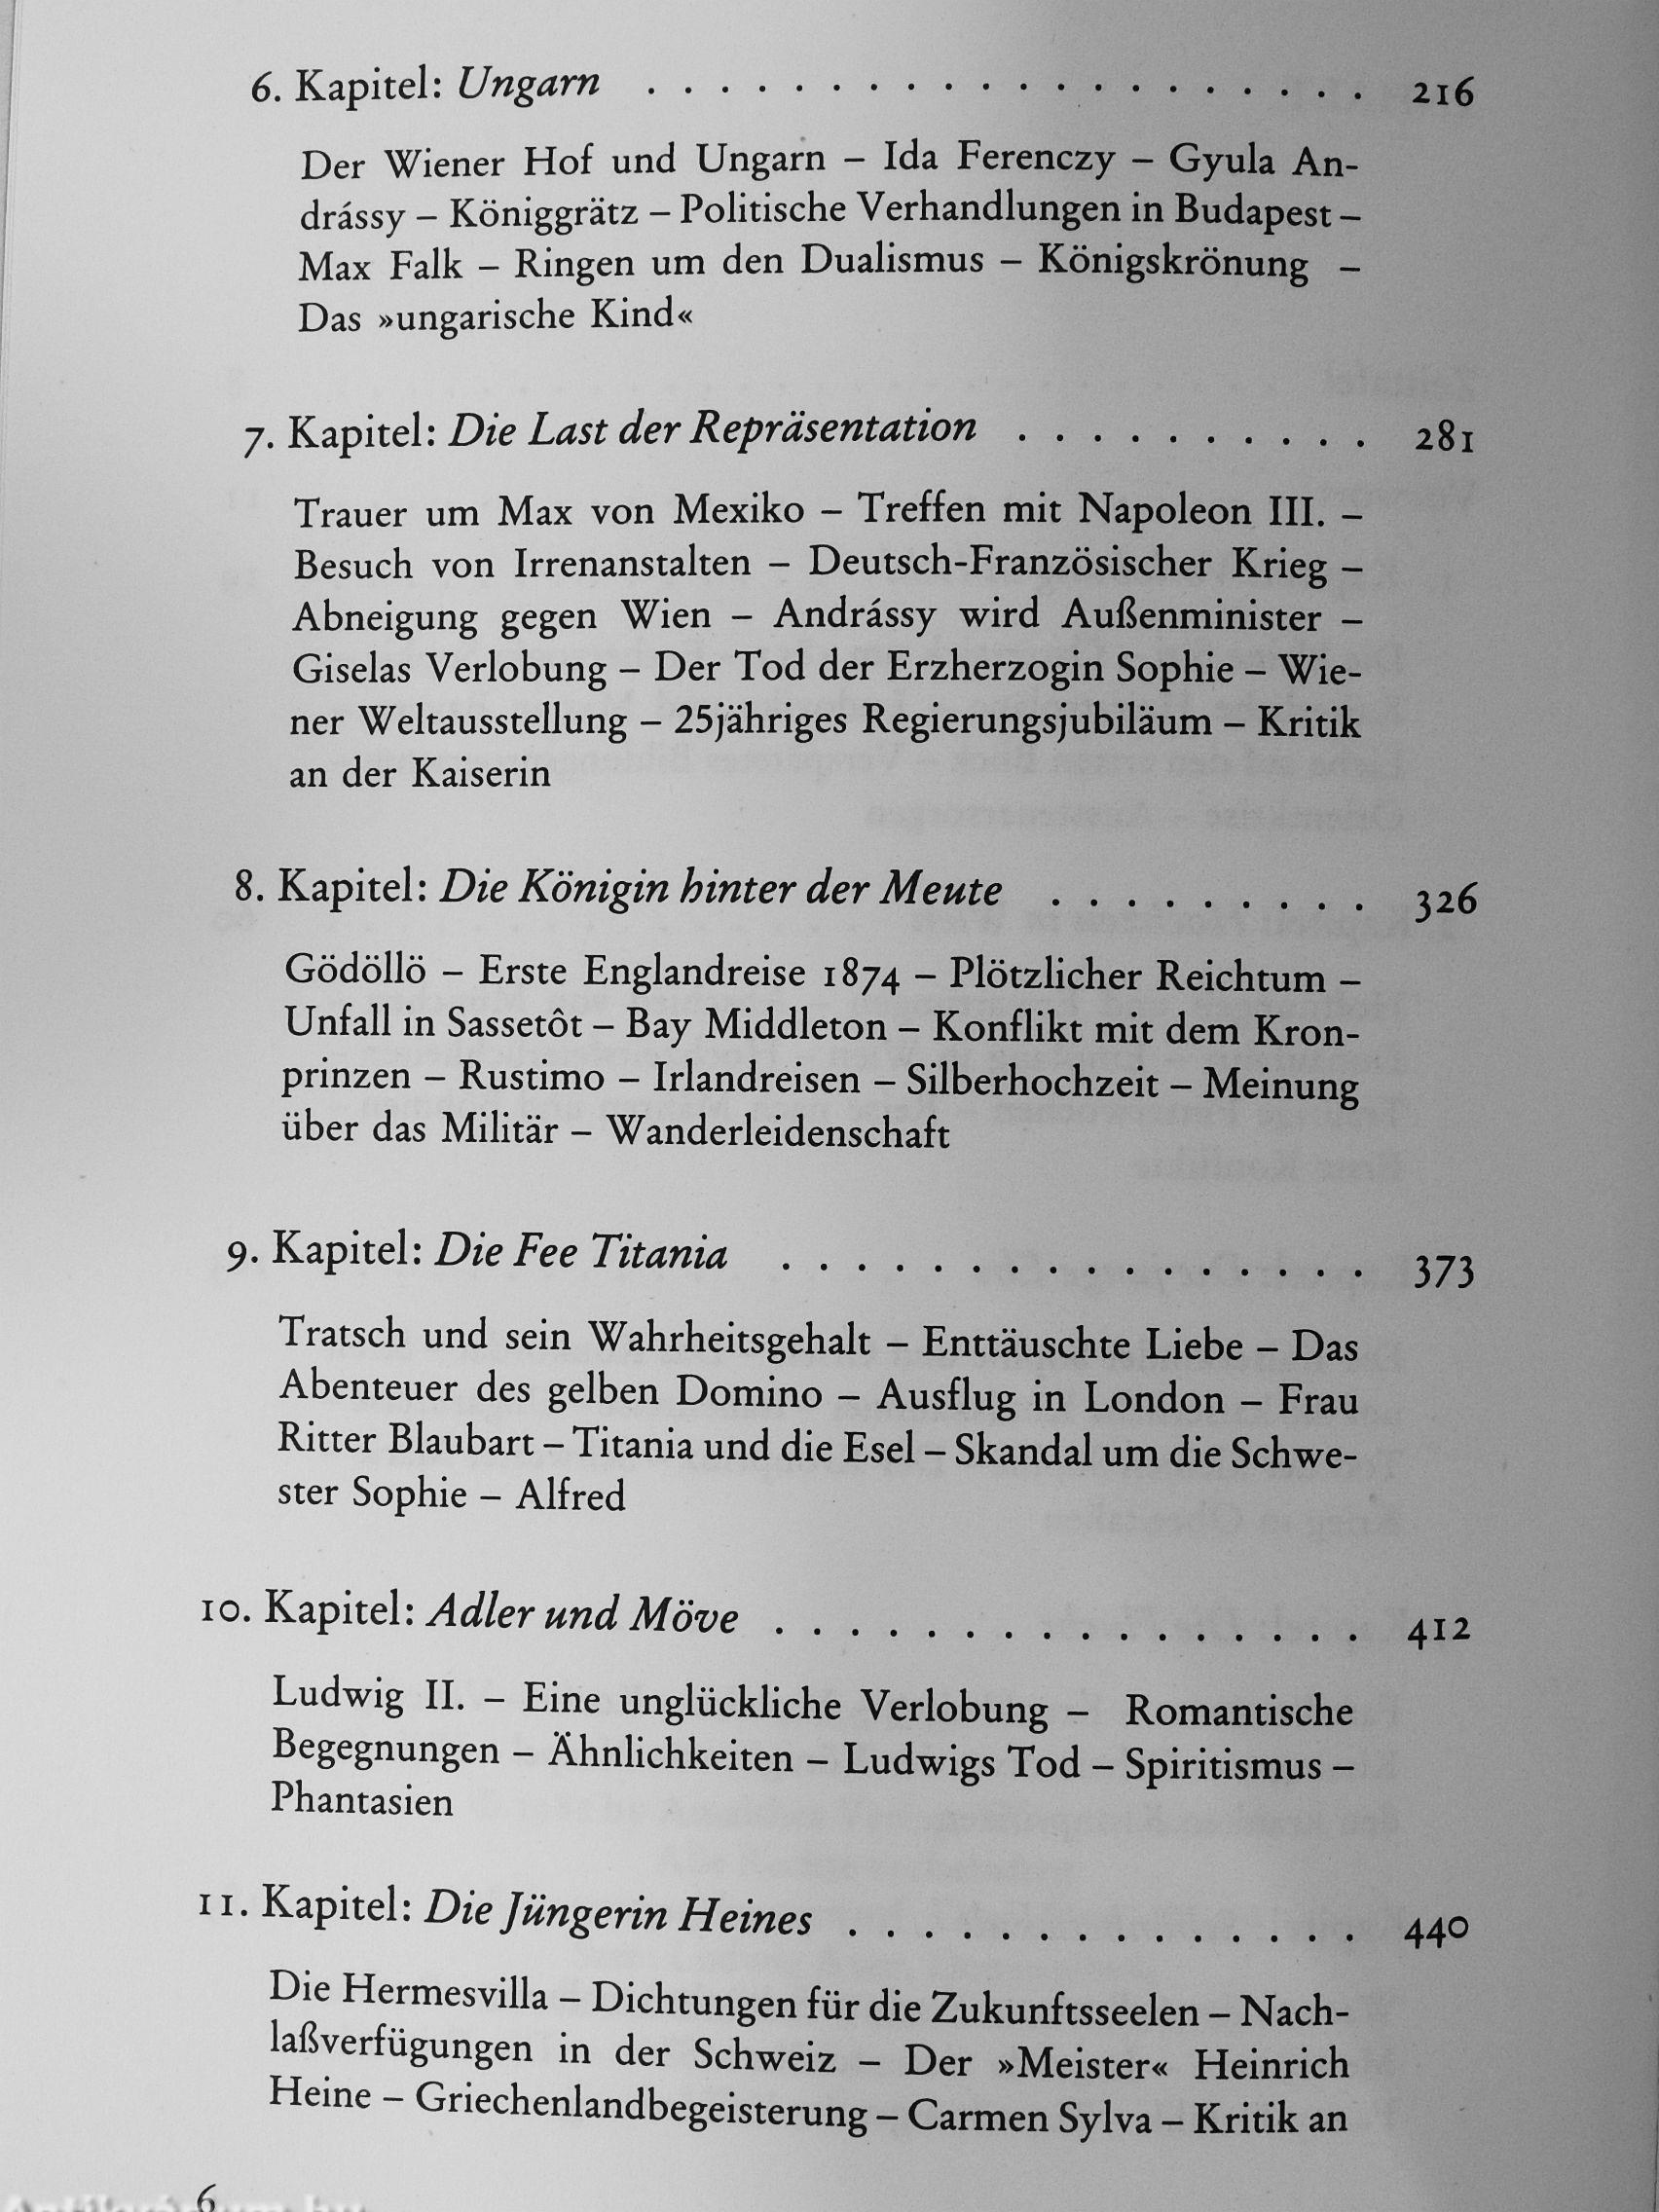 6. Kapitel: Ungarn . . . . . . . . . . . . . . . . . . . . 216
Der Wiener Hof und Ungarn – Ida Ferenczy – Gyula An-
drássy – Königgrätz – Politische Verhandlungen in Budapest –
Max Falk – Ringen um den Dualismus – Königskrönung –
Das »ungarische Kind«
7. Kapitel: Die Last der Repräsentation . . . . . . . . . . 281
Trauer um Max von Mexiko – Treffen mit Napoleon III. –
Besuch von Irrenanstalten – Deutsch-Französischer Krieg –
Abneigung gegen Wien – Andrássy wird Außenminister –
Giselas Verlobung – Der Tod der Erzherzogin Sophie – Wie-
ner Weltausstellung – 25jähriges Regierungsjubiläum – Kritik
an der Kaiserin
8. Kapitel: Die Königin hinter der Meute . . . . . . . . . 326
Gödöllö – Erste Englandreise 1874 – Plötzlicher Reichtum –
Unfall in Sassetôt – Bay Middleton – Konflikt mit dem Kron-
prinzen – Rustimo – Irlandreisen – Silberhochzeit – Meinung
über das Militär – Wanderleidenschaft
9. Kapitel: Die Fee Titania . . . . . . . . . . . . . . . . 373
Tratsch und sein Wahrheitsgehalt – Enttäuschte Liebe – Das
Abenteuer des gelben Domino – Ausflug in London – Frau
Ritter Blaubart – Titania und die Esel – Skandal um die Schwe-
ster Sophie – Alfred
10. Kapitel: Adler und Möve . . . . . . . . . . . . . . . . 412
Ludwig II. – Eine unglückliche Verlobung – Romantische
Begegnungen – Ähnlichkeiten – Ludwigs Tod – Spiritismus –
Phantasien
11. Kapitel: Die Jüngerin Heines . . . . . . . . . . . . . . 440
Die Hermesvilla – Dichtungen für die Zukunftsseelen – Nach-
laßverfügungen in der Schweiz – Der »Meister« Heinrich
Heine – Griechenlandbegeisterung – Carmen Sylva – Kritik an
6